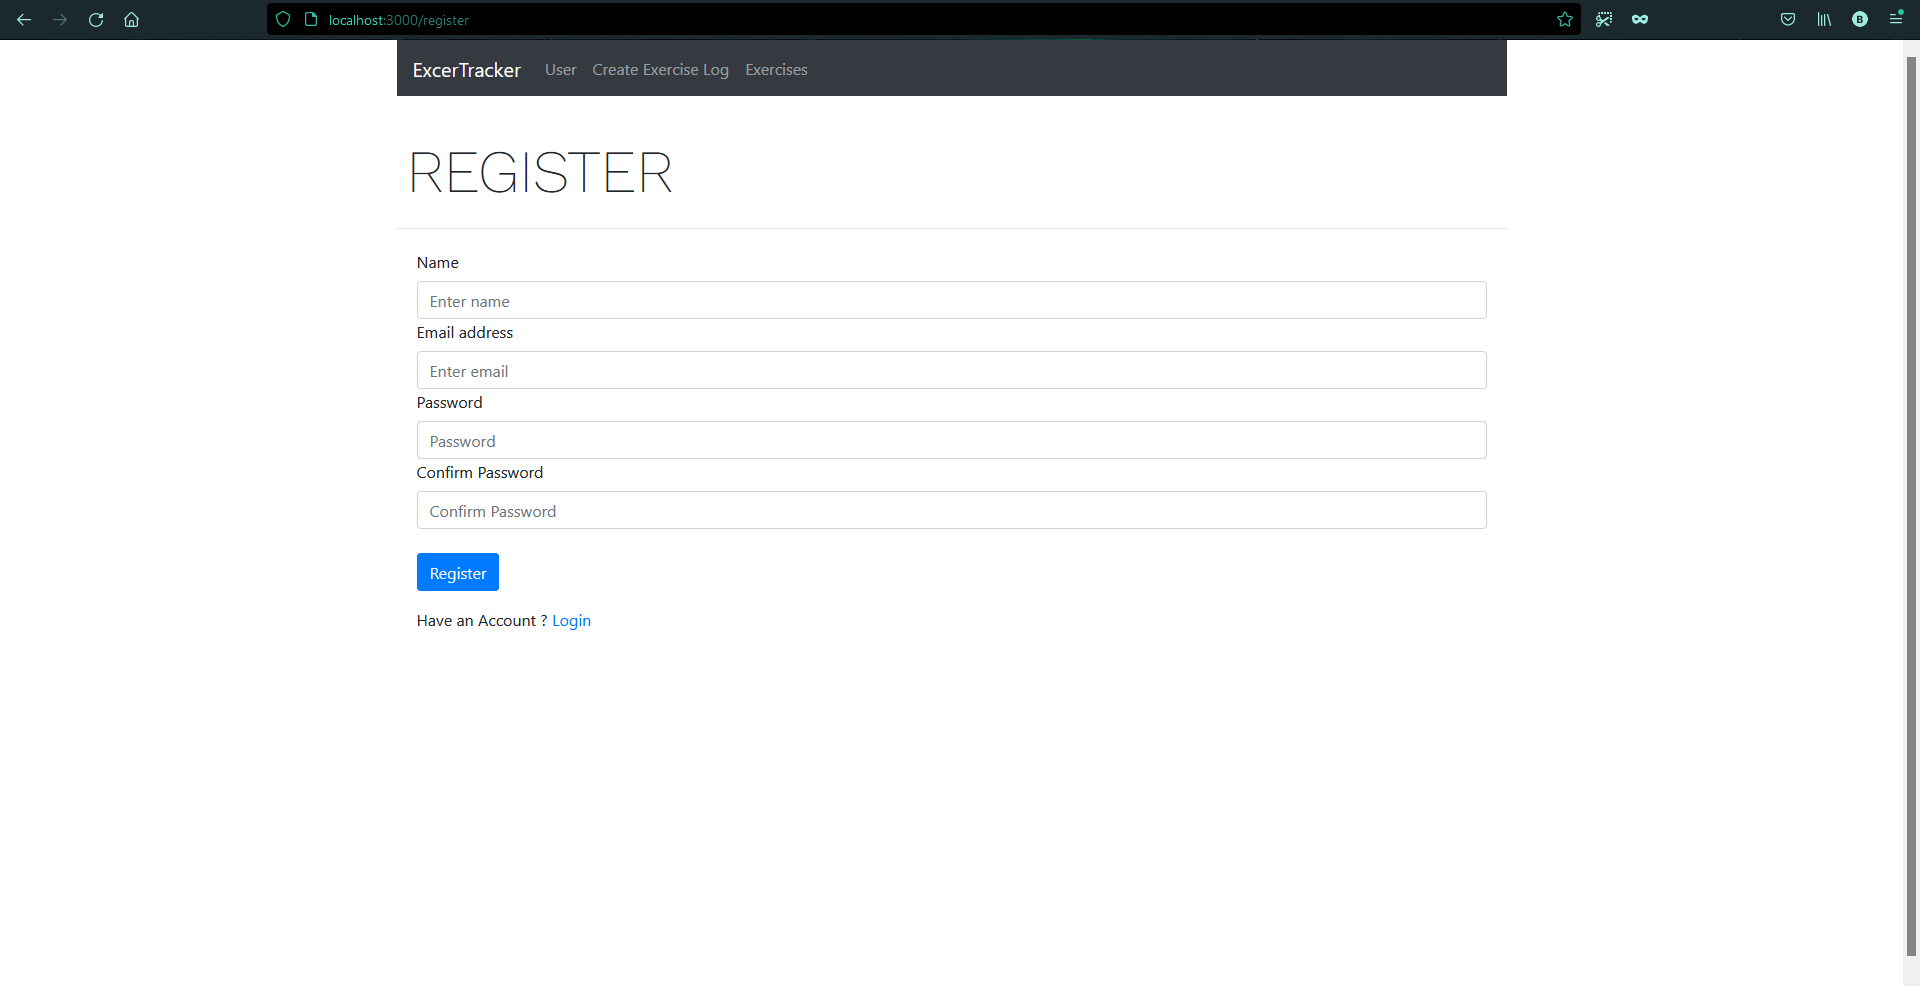 localhost:3000/register
B
ExcerTracker User Create Exercise Log Exercises
REGISTER
Name
Enter name
Email address
Enter email
Password
Password
Confirm Password
Confirm Password
Register
Have an Account ? Login